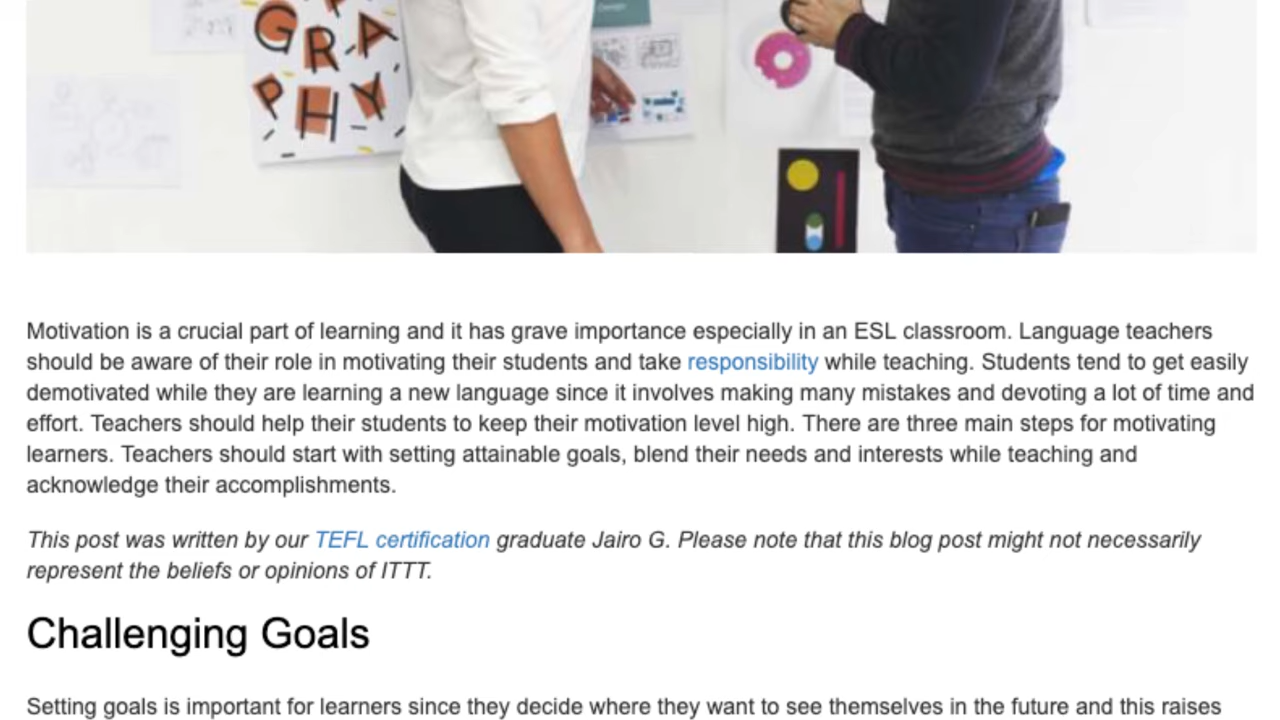 GRA
PHY
Motivation is a crucial part of learning and it has grave importance especially in an ESL classroom. Language teachers
should be aware of their role in motivating their students and take responsibility while teaching. Students tend to get easily
demotivated while they are learning a new language since it involves making many mistakes and devoting a lot of time and
effort. Teachers should help their students to keep their motivation level high. There are three main steps for motivating
learners. Teachers should start with setting attainable goals, blend their needs and interests while teaching and
acknowledge their accomplishments.
This post was written by our TEFL certification graduate Jairo G. Please note that this blog post might not necessarily
represent the beliefs or opinions of ITTT.
Challenging Goals
Setting goals is important for learners since they decide where they want to see themselves in the future and this raises